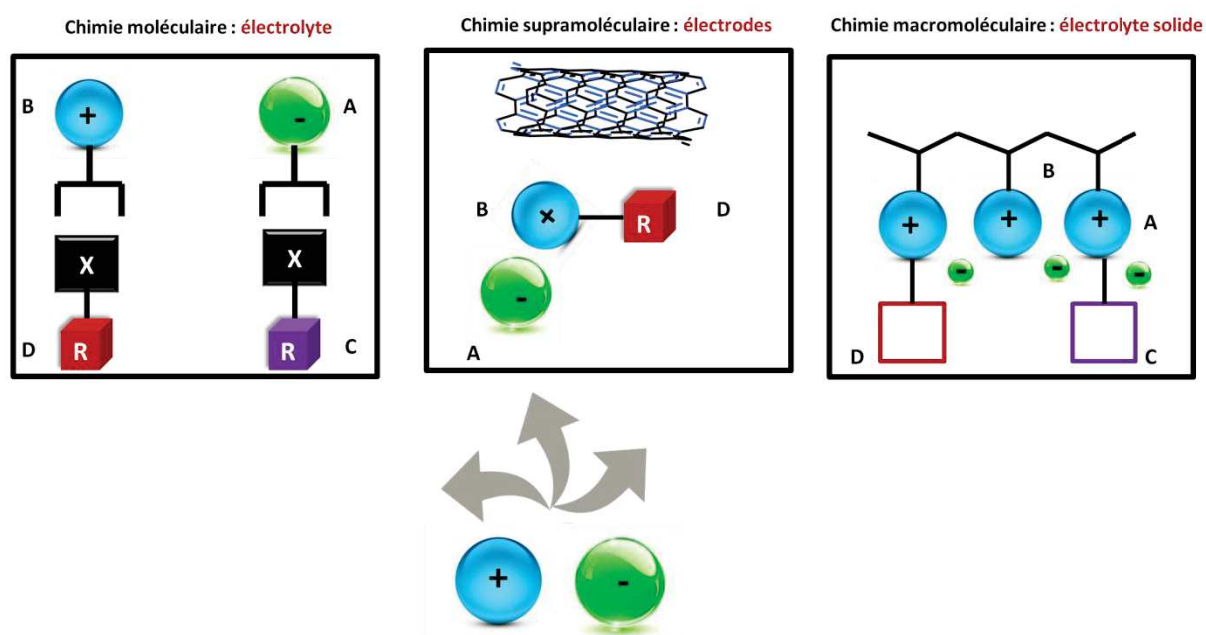 Chimie moléculaire : électrolyte
B
+
A
-
X
X
D
R
R
C
Chimie supramoléculaire : électrodes
B
+
R
D
-
A
Chimie macromoléculaire : électrolyte solide
B
+
+
+
A
-
-
-
D
C
+
-